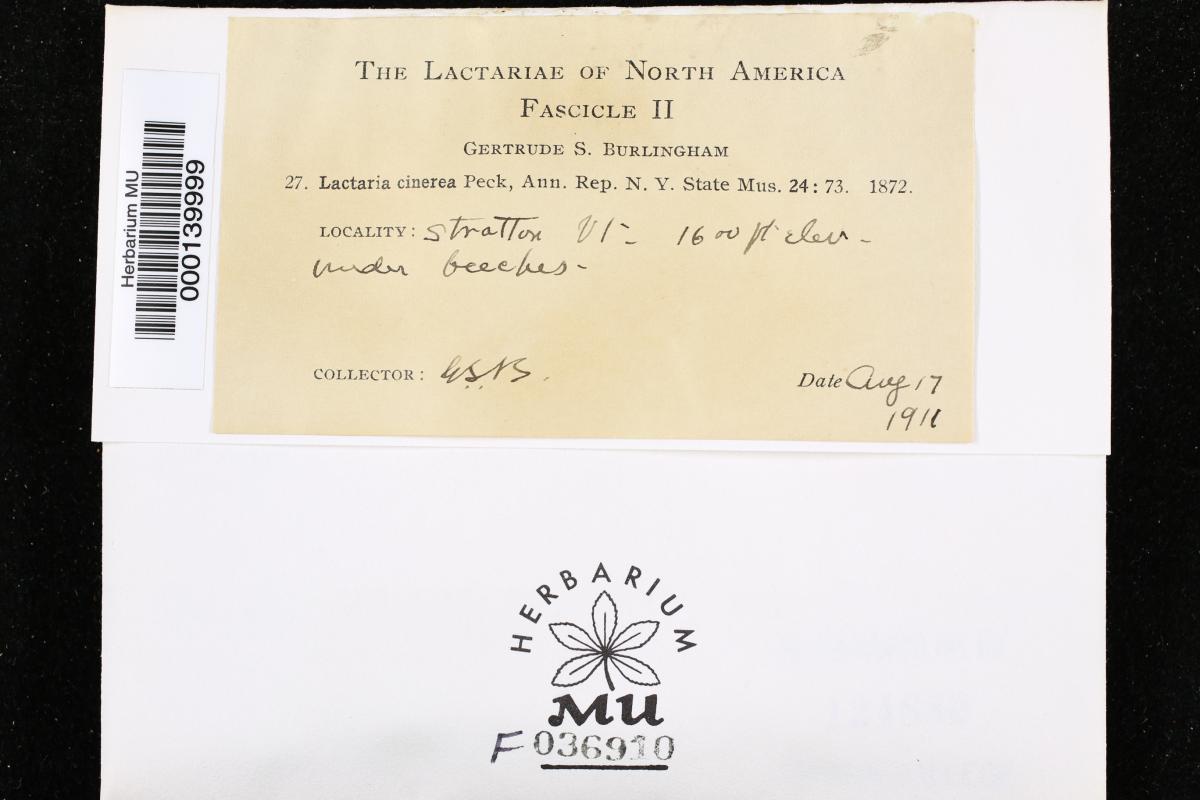 THE LACTARIAE OF NORTH AMERICA
FASCICLE II
GERTRUDE S. BURLINGHAM
27. Lactaria cinerea Peck, Ann. Rep. N. Y. State Mus. 24: 73. 1872.
LOCALITY: Stratton Vt- 1600 ft elev-
under beeches-
COLLECTOR: G.S.B.
Date Aug 17
1911
Herbarium MU
000139999
HERBARIUM
MU
F 036910